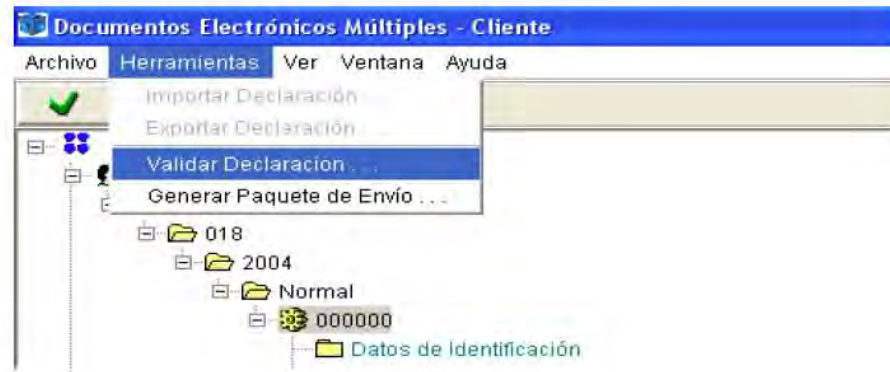 Documentos Electrónicos Múltiples - Cliente
Archivo Herramientas Ver Ventana Ayuda
Importar Declaración
Exportar Declaración
Validar Declaración . . .
Generar Paquete de Envío . . .
018
2004
Normal
000000
Datos de Identificación